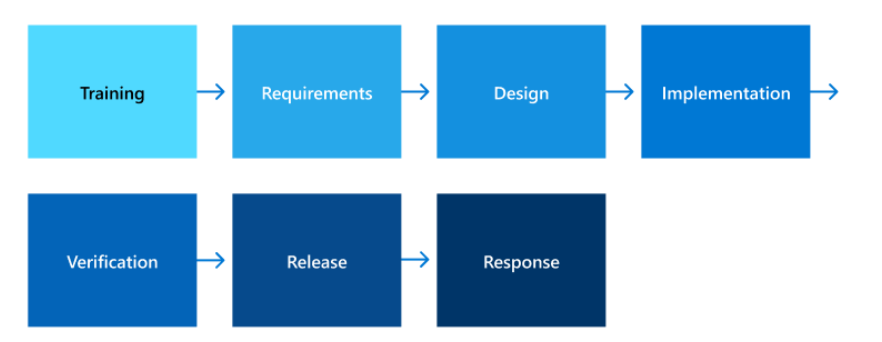 Training
Requirements
Design
Implementation
Verification
Release
Response